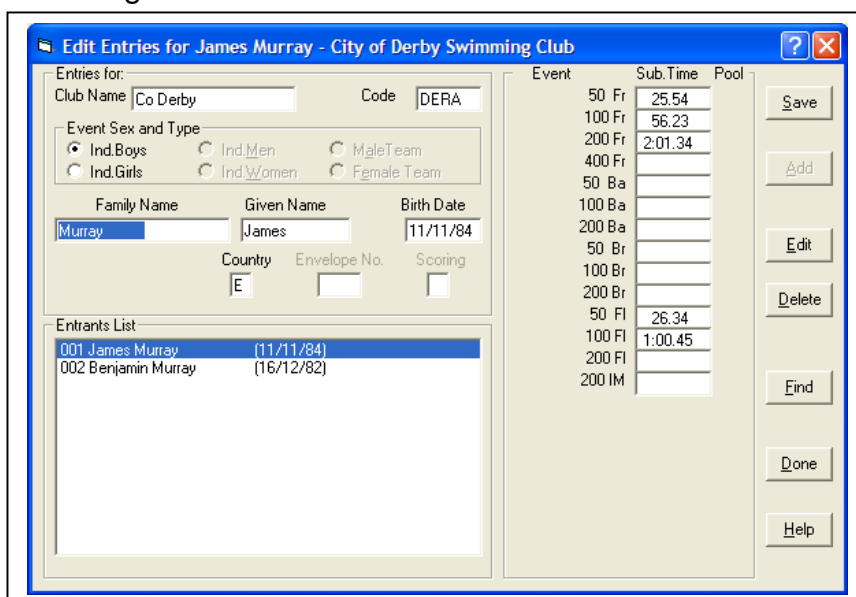 Edit Entries for James Murray - City of Derby Swimming Club
Entries for:
Club Name Co Derby Code DERA
Event Sex and Type
Ind.Boys Ind.Men MaleTeam
Ind.Girls Ind.Women Female Team
Family Name Given Name Birth Date
Murray James 11/11/84
Country Envelope No. Scoring
E
Entrants List
001 James Murray (11/11/84)
002 Benjamin Murray (16/12/82)
Event Sub.Time Pool
50 Fr 25.54
100 Fr 56.23
200 Fr 2:01.34
400 Fr
50 Ba
100 Ba
200 Ba
50 Br
100 Br
200 Br
50 Fl 26.34
100 Fl 1:00.45
200 Fl
200 IM
Save
Add
Edit
Delete
Find
Done
Help